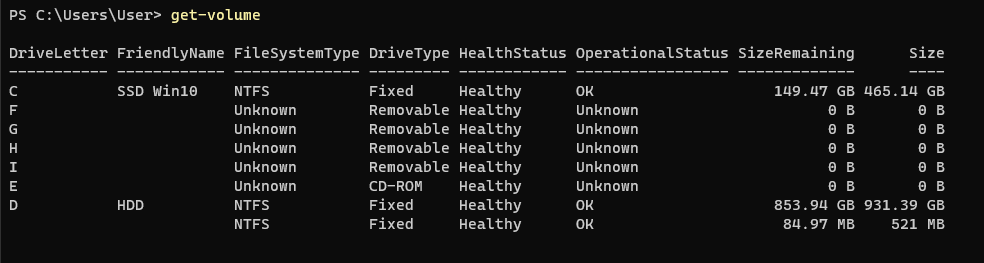 PS C:\Users\User> get-volume
DriveLetter FriendlyName FileSystemType DriveType HealthStatus OperationalStatus SizeRemaining      Size
----------- ------------ -------------- --------- ------------ ----------------- -------------      ----
C           SSD Win10    NTFS           Fixed     Healthy      OK                    149.47 GB 465.14 GB
F                        Unknown        Removable Healthy      Unknown                     0 B       0 B
G                        Unknown        Removable Healthy      Unknown                     0 B       0 B
H                        Unknown        Removable Healthy      Unknown                     0 B       0 B
I                        Unknown        Removable Healthy      Unknown                     0 B       0 B
E                        Unknown        CD-ROM    Healthy      Unknown                     0 B       0 B
D           HDD          NTFS           Fixed     Healthy      OK                    853.94 GB 931.39 GB
                         NTFS           Fixed     Healthy      OK                     84.97 MB    521 MB